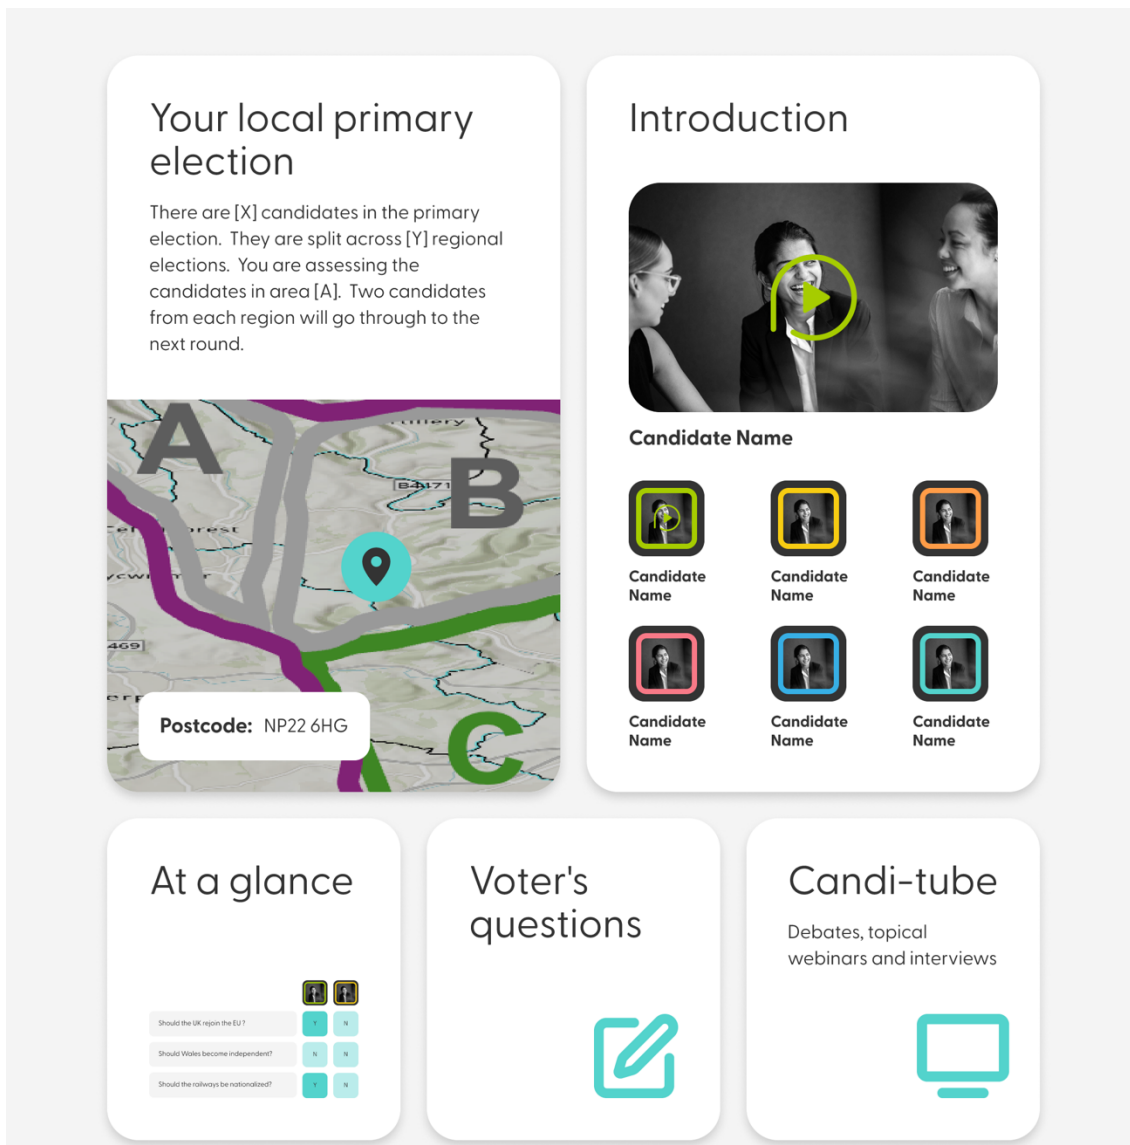 Your local primary
election
There are [X] candidates in the primary
election.  They are split across [Y] regional
elections.  You are assessing the
candidates in area [A].  Two candidates
from each region will go through to the
next round.
A
B
B4471
469
C
Postcode:  NP22 6HG
Introduction
Candidate Name
Candidate
Name
Candidate
Name
Candidate
Name
Candidate
Name
Candidate
Name
Candidate
Name
At a glance
Should the UK rejoin the EU ?
Y
N
Should Wales become independent?
N
N
Should the railways be nationalized?
Y
N
Voter's
questions
Candi-tube
Debates, topical
webinars and interviews